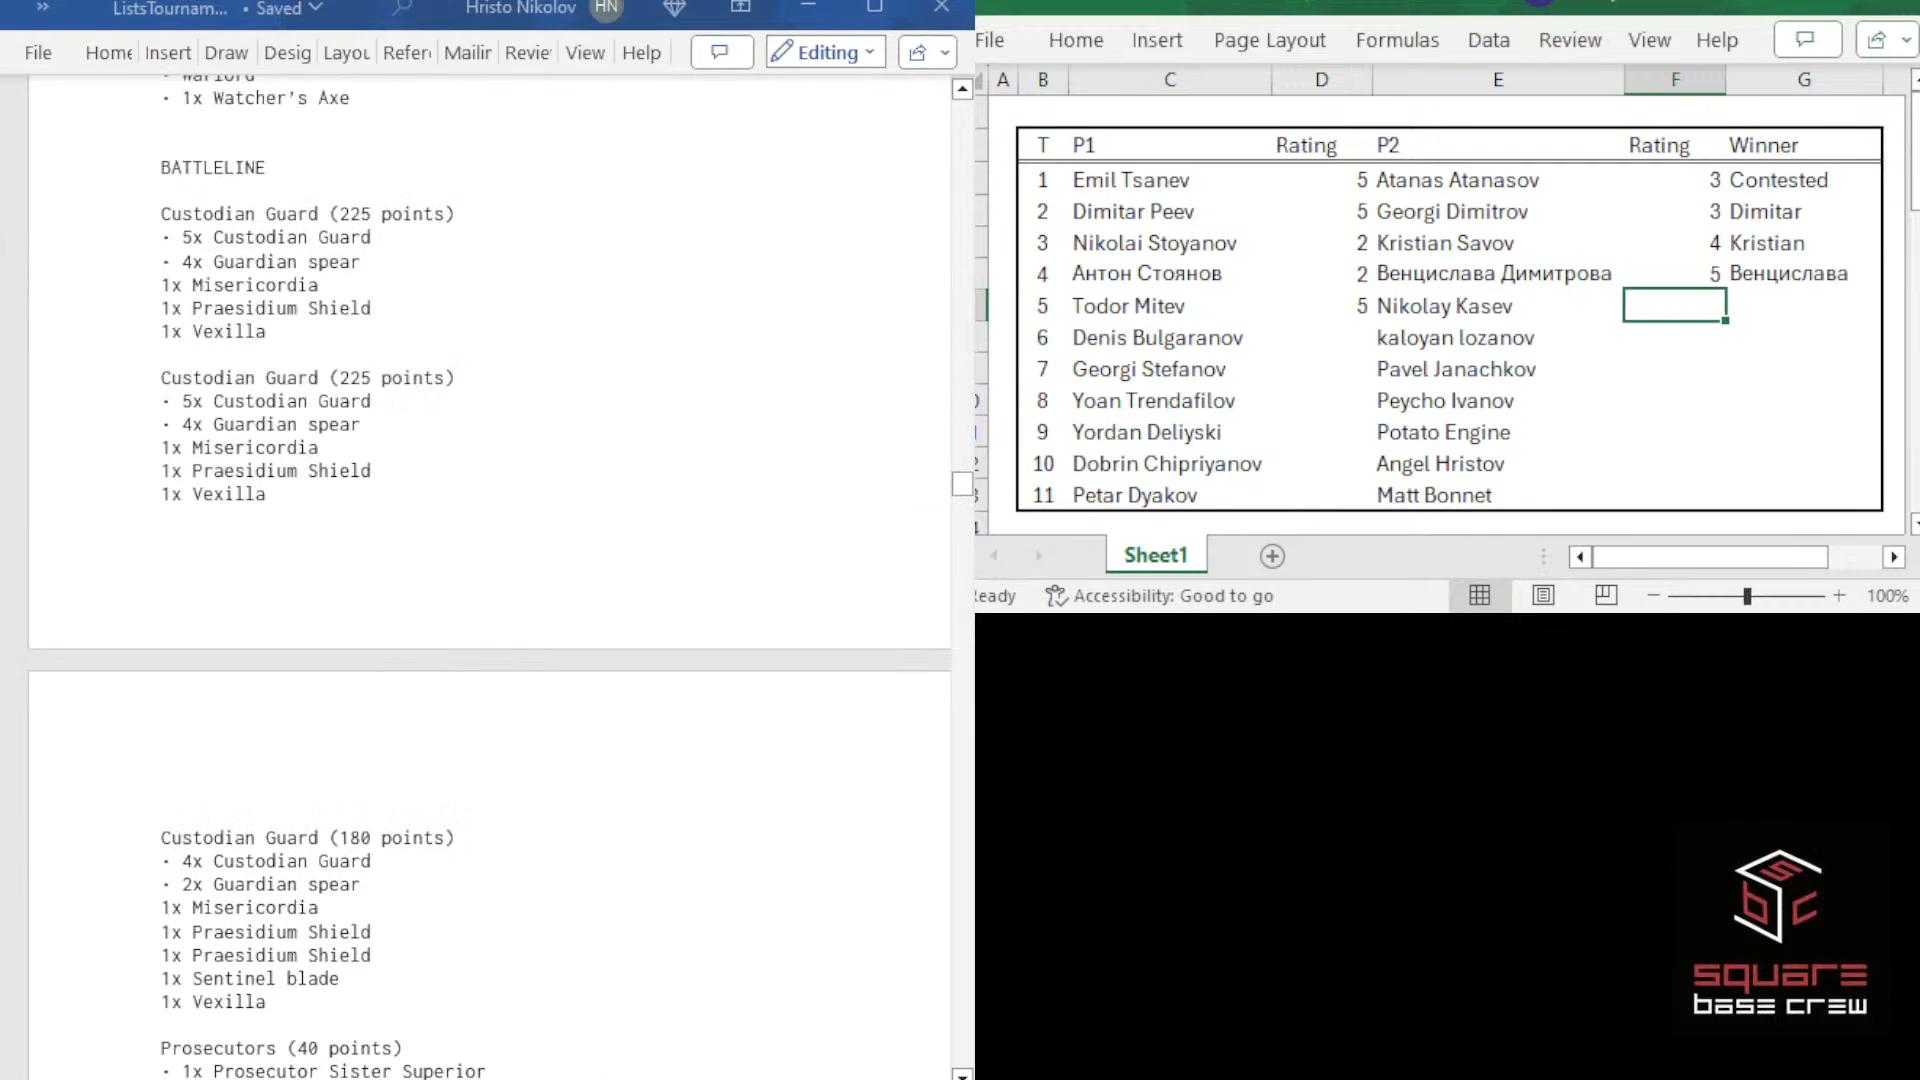 ListsTournam... • Saved
Hristo Nikolov HN
File Home Insert Draw Desig Layou Refer Mailin Revie View Help Editing
Warlord
• 1x Watcher's Axe
BATTLELINE
Custodian Guard (225 points)
• 5x Custodian Guard
• 4x Guardian spear
1x Misericordia
1x Praesidium Shield
1x Vexilla
Custodian Guard (225 points)
• 5x Custodian Guard
• 4x Guardian spear
1x Misericordia
1x Praesidium Shield
1x Vexilla
Custodian Guard (180 points)
• 4x Custodian Guard
• 2x Guardian spear
1x Misericordia
1x Praesidium Shield
1x Praesidium Shield
1x Sentinel blade
1x Vexilla
Prosecutors (40 points)
• 1x Prosecutor Sister Superior
File Home Insert Page Layout Formulas Data Review View Help
A B C D E F G
T P1 Rating P2 Rating Winner
1 Emil Tsanev 5 Atanas Atanasov 3 Contested
2 Dimitar Peev 5 Georgi Dimitrov 3 Dimitar
3 Nikolai Stoyanov 2 Kristian Savov 4 Kristian
4 Антон Стоянов 2 Венцислава Димитрова 5 Венцислава
5 Todor Mitev 5 Nikolay Kasev
6 Denis Bulgaranov kaloyan lozanov
7 Georgi Stefanov Pavel Janachkov
8 Yoan Trendafilov Peycho Ivanov
9 Yordan Deliyski Potato Engine
10 Dobrin Chipriyanov Angel Hristov
11 Petar Dyakov Matt Bonnet
Sheet1
Ready Accessibility: Good to go 100%
sbc
square
base crew